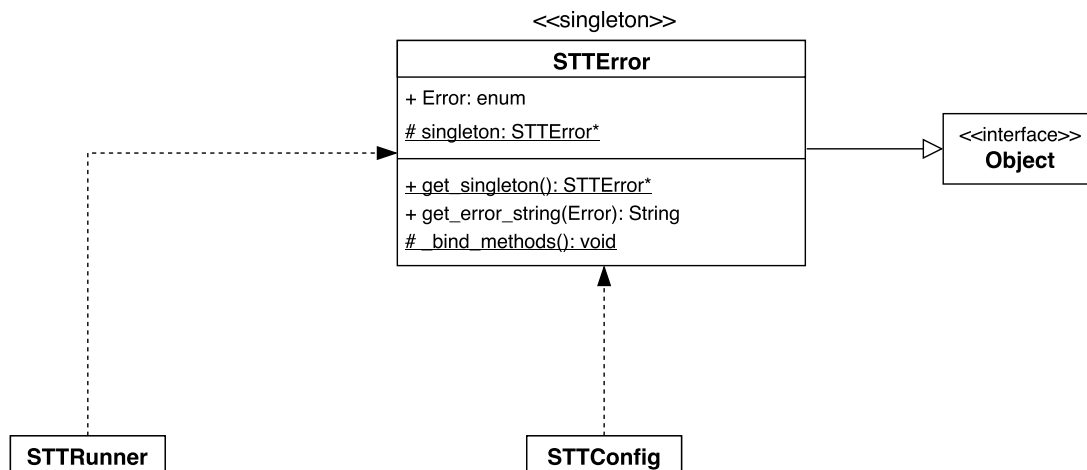 <<singleton>>
STTError
+ Error: enum
# singleton: STTError*
+ get_singleton(): STTError*
+ get_error_string(Error): String
# _bind_methods(): void
<<interface>>
Object
STTRunner
STTConfig